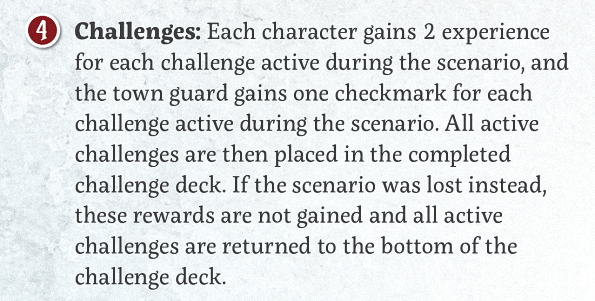 4 Challenges: Each character gains 2 experience
for each challenge active during the scenario, and
the town guard gains one checkmark for each
challenge active during the scenario. All active
challenges are then placed in the completed
challenge deck. If the scenario was lost instead,
these rewards are not gained and all active
challenges are returned to the bottom of the
challenge deck.